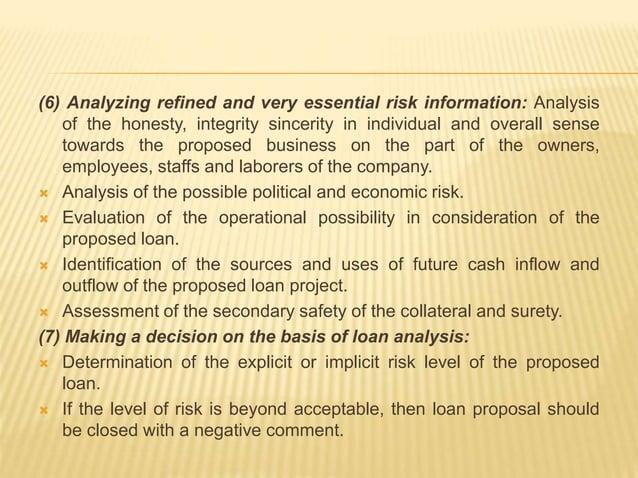 (6) Analyzing refined and very essential risk information: Analysis
of the honesty, integrity sincerity in individual and overall sense
towards the proposed business on the part of the owners,
employees, staffs and laborers of the company.
Analysis of the possible political and economic risk.
Evaluation of the operational possibility in consideration of the
proposed loan.
Identification of the sources and uses of future cash inflow and
outflow of the proposed loan project.
Assessment of the secondary safety of the collateral and surety.
(7) Making a decision on the basis of loan analysis:
Determination of the explicit or implicit risk level of the proposed
loan.
If the level of risk is beyond acceptable, then loan proposal should
be closed with a negative comment.